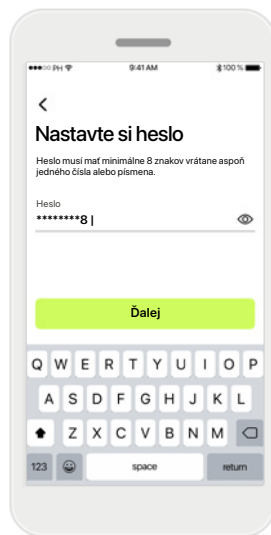 PH 9:41 AM 100 %
Nastavte si heslo
Heslo musí mať minimálne 8 znakov vrátane aspoň
jedného čísla alebo písmena.
Heslo
********8 |
Ďalej
Q W E R T Y U I O P
A S D F G H J K L
Z X C V B N M
123 space return